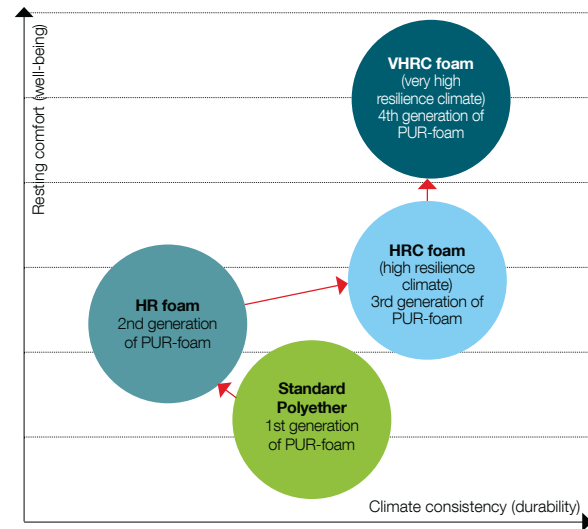 Resting comfort (well-being)
VHRC foam
(very high
resilience climate)
4th generation of
PUR-foam
HRC foam
(high resilience
climate)
3rd generation of
PUR-foam
HR foam
2nd generation
of PUR-foam
Standard
Polyether
1st generation
of PUR-foam
Climate consistency (durability)